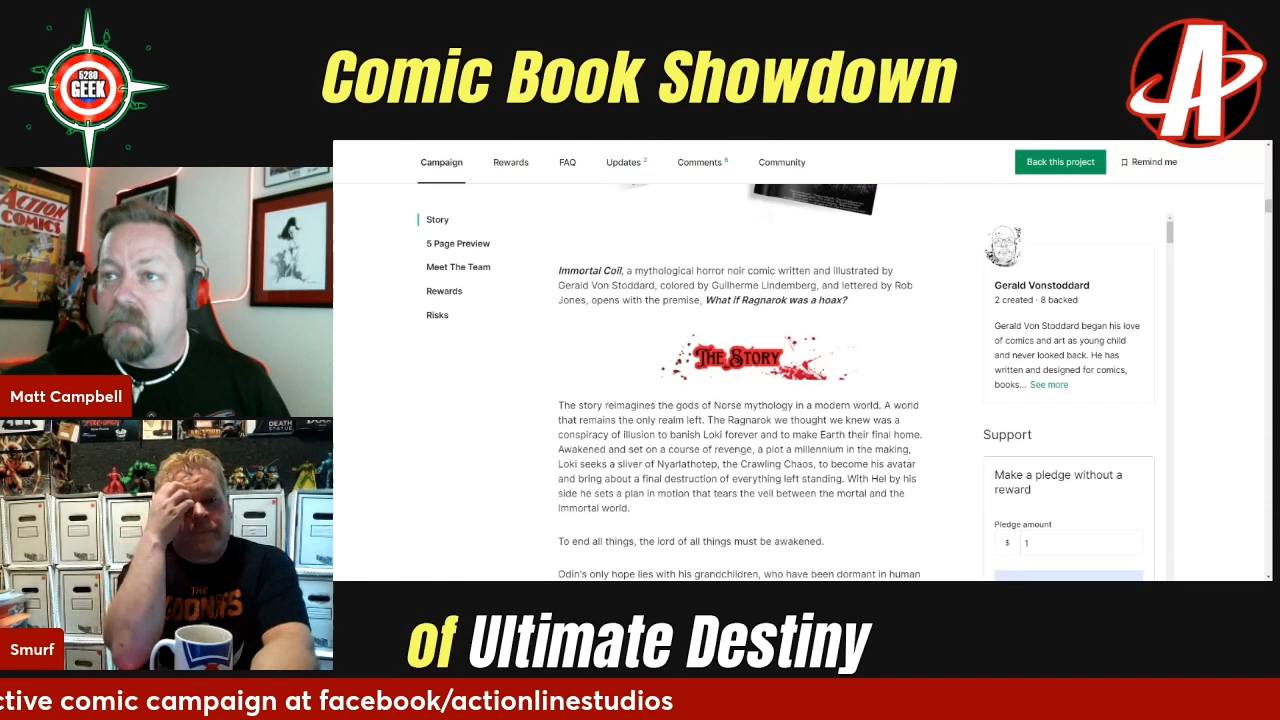 5280
GEEK
Comic Book Showdown
A
ACTION
COMICS
Matt Campbell
DEATH
STATUE
THE
GOONIES
Smurf
Campaign
Rewards
FAQ
Updates 2
Comments 6
Community
Back this project
Remind me
Story
5 Page Preview
Meet The Team
Rewards
Risks
Immortal Coil, a mythological horror noir comic written and illustrated by
Gerald Von Stoddard, colored by Guilherme Lindemberg, and lettered by Rob
Jones, opens with the premise, What if Ragnarok was a hoax?
THE STORY
The story reimagines the gods of Norse mythology in a modern world. A world
that remains the only realm left. The Ragnarok we thought we knew was a
conspiracy of illusion to banish Loki forever and to make Earth their final home.
Awakened and set on a course of revenge, a plot a millennium in the making,
Loki seeks a sliver of Nyarlathotep, the Crawling Chaos, to become his avatar
and bring about a final destruction of everything left standing. With Hel by his
side he sets a plan in motion that tears the veil between the mortal and the
Immortal world.
To end all things, the lord of all things must be awakened.
Odin's only hope lies with his grandchildren, who have been dormant in human
Gerald Vonstoddard
2 created · 8 backed
Gerald Von Stoddard began his love
of comics and art as young child
and never looked back. He has
written and designed for comics,
books... See more
Support
Make a pledge without a
reward
Pledge amount
$ 1
of Ultimate Destiny
ctive comic campaign at facebook/actionlinestudios